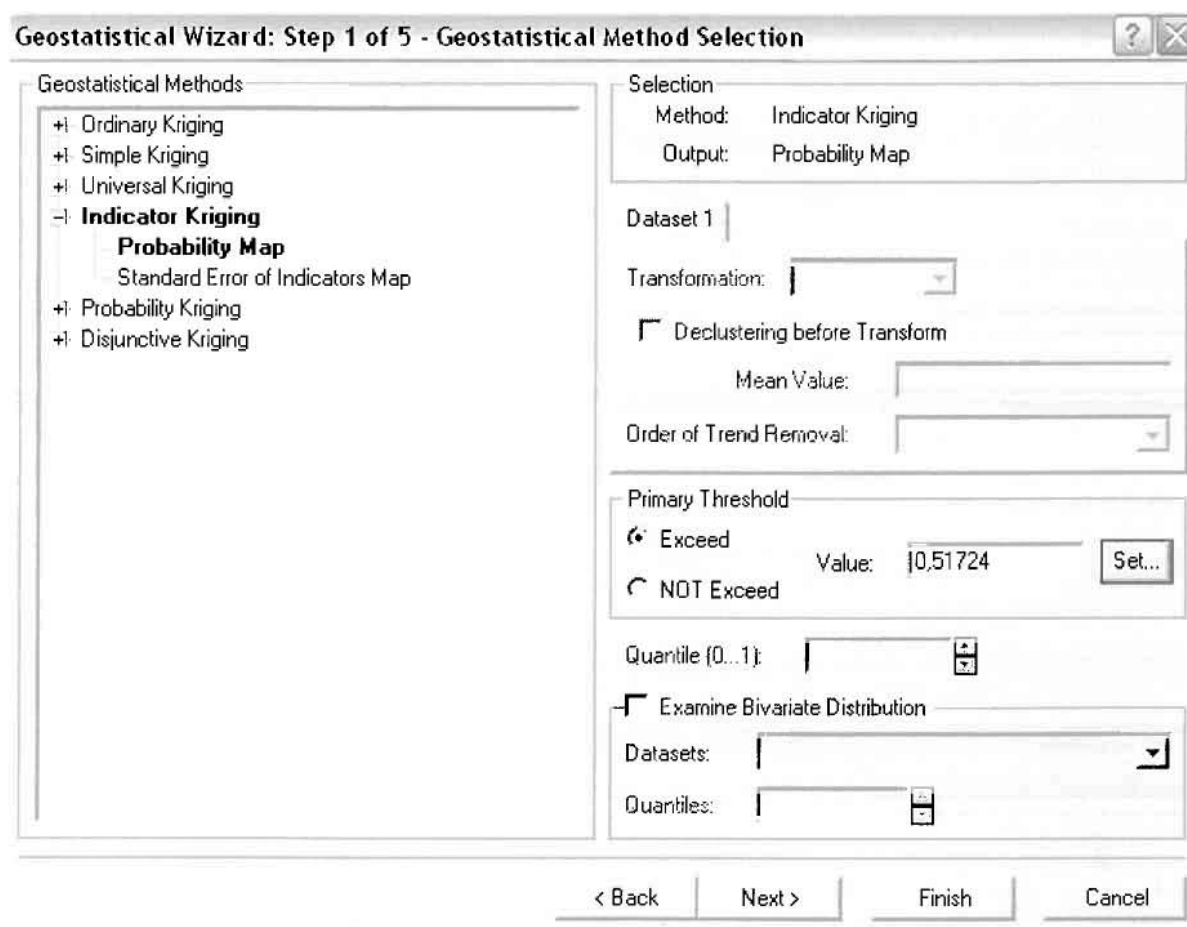 Geostatistical Wizard: Step 1 of 5 - Geostatistical Method Selection
Geostatistical Methods
Ordinary Kriging
Simple Kriging
Universal Kriging
Indicator Kriging
Probability Map
Standard Error of Indicators Map
Probability Kriging
Disjunctive Kriging
Selection
Method: Indicator Kriging
Output: Probability Map
Dataset 1
Transformation:
Declustering before Transform
Mean Value:
Order of Trend Removal:
Primary Threshold
Exceed
Value: 0,51724 Set...
NOT Exceed
Quantile (0...1):
Examine Bivariate Distribution
Datasets:
Quantiles:
< Back Next > Finish Cancel